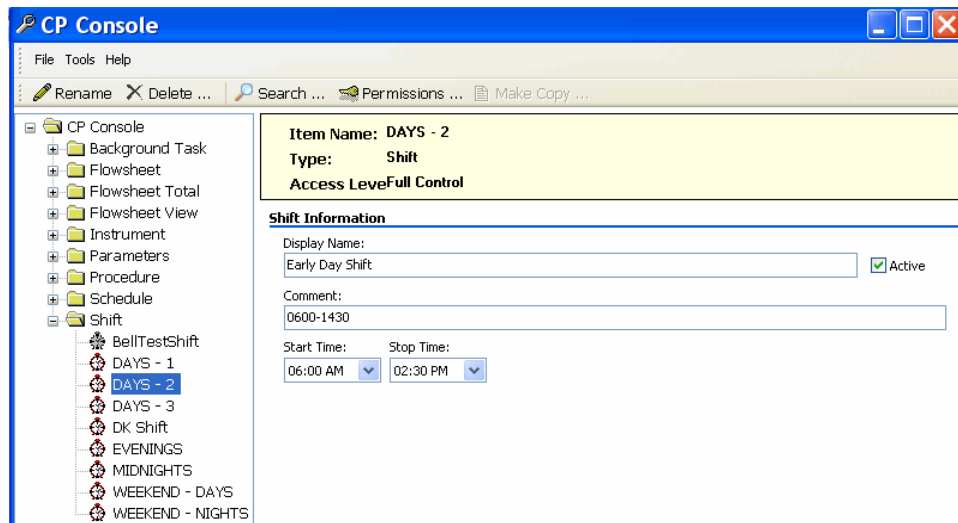 CP Console
File Tools Help
Rename Delete ... Search ... Permissions ... Make Copy ...
CP Console
Background Task
Flowsheet
Flowsheet Total
Flowsheet View
Instrument
Parameters
Procedure
Schedule
Shift
BellTestShift
DAYS - 1
DAYS - 2
DAYS - 3
DK Shift
EVENINGS
MIDNIGHTS
WEEKEND - DAYS
WEEKEND - NIGHTS
Item Name: DAYS - 2
Type: Shift
Access Leve Full Control
Shift Information
Display Name:
Early Day Shift Active
Comment:
0600-1430
Start Time: Stop Time:
06:00 AM 02:30 PM